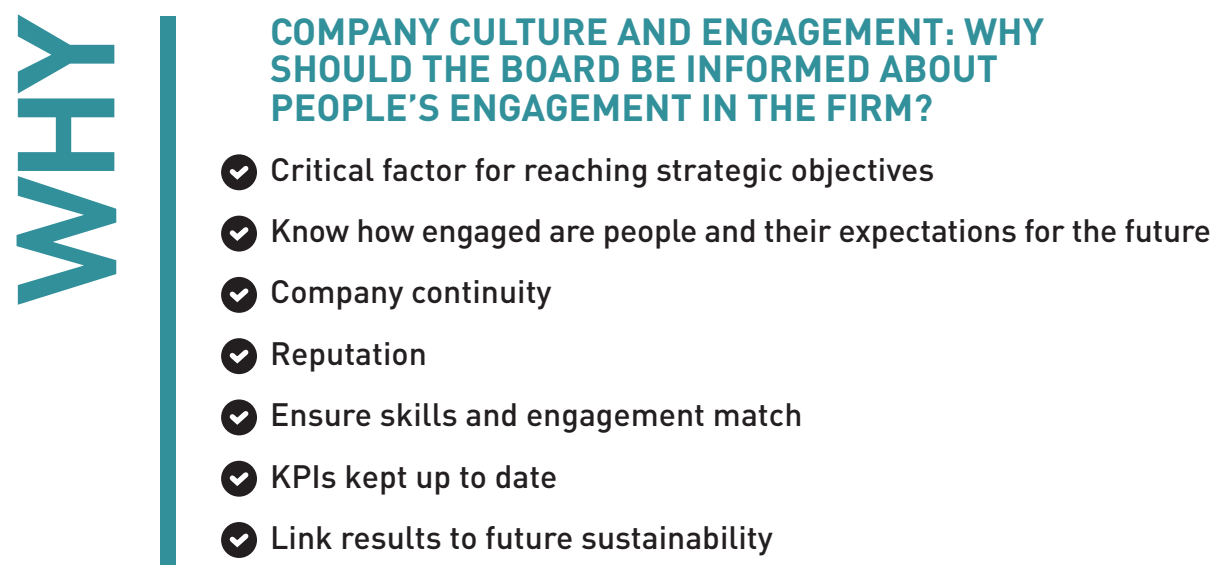 WHY
COMPANY CULTURE AND ENGAGEMENT: WHY
SHOULD THE BOARD BE INFORMED ABOUT
PEOPLE’S ENGAGEMENT IN THE FIRM?
Critical factor for reaching strategic objectives
Know how engaged are people and their expectations for the future
Company continuity
Reputation
Ensure skills and engagement match
KPIs kept up to date
Link results to future sustainability